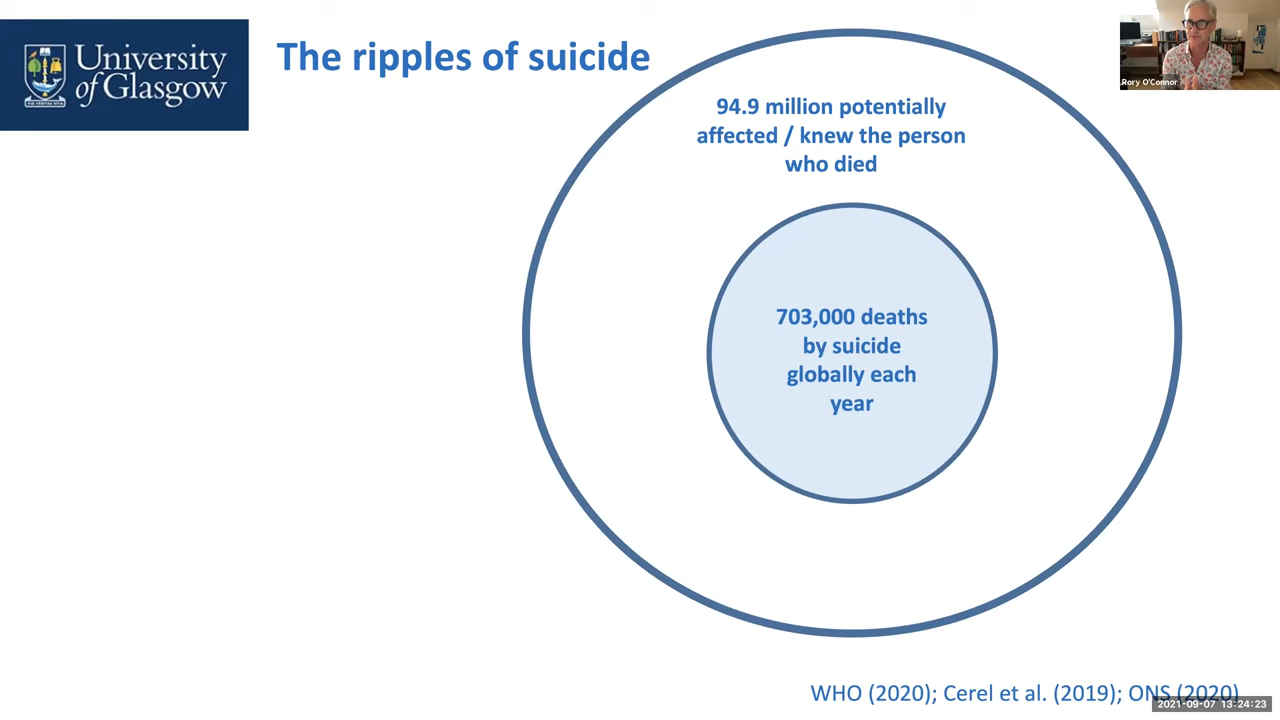 University
of Glasgow
The ripples of suicide
94.9 million potentially
affected / knew the person
who died
703,000 deaths
by suicide
globally each
year
Rory O'Connor
WHO (2020); Cerel et al. (2019); ONS (2020)
2021-09-07 13:24:23